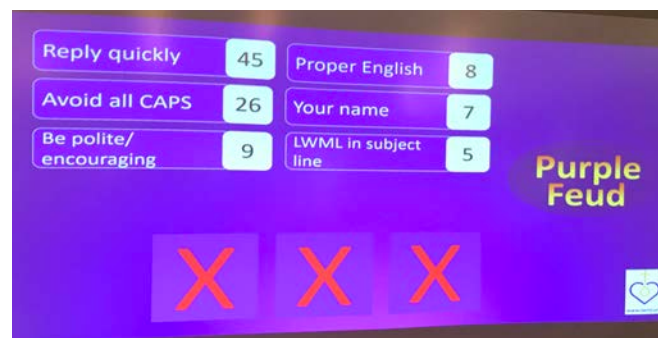 Reply quickly 45
Avoid all CAPS 26
Be polite/
encouraging 9
Proper English 8
Your name 7
LWML in subject
line 5
Purple
Feud
X X X